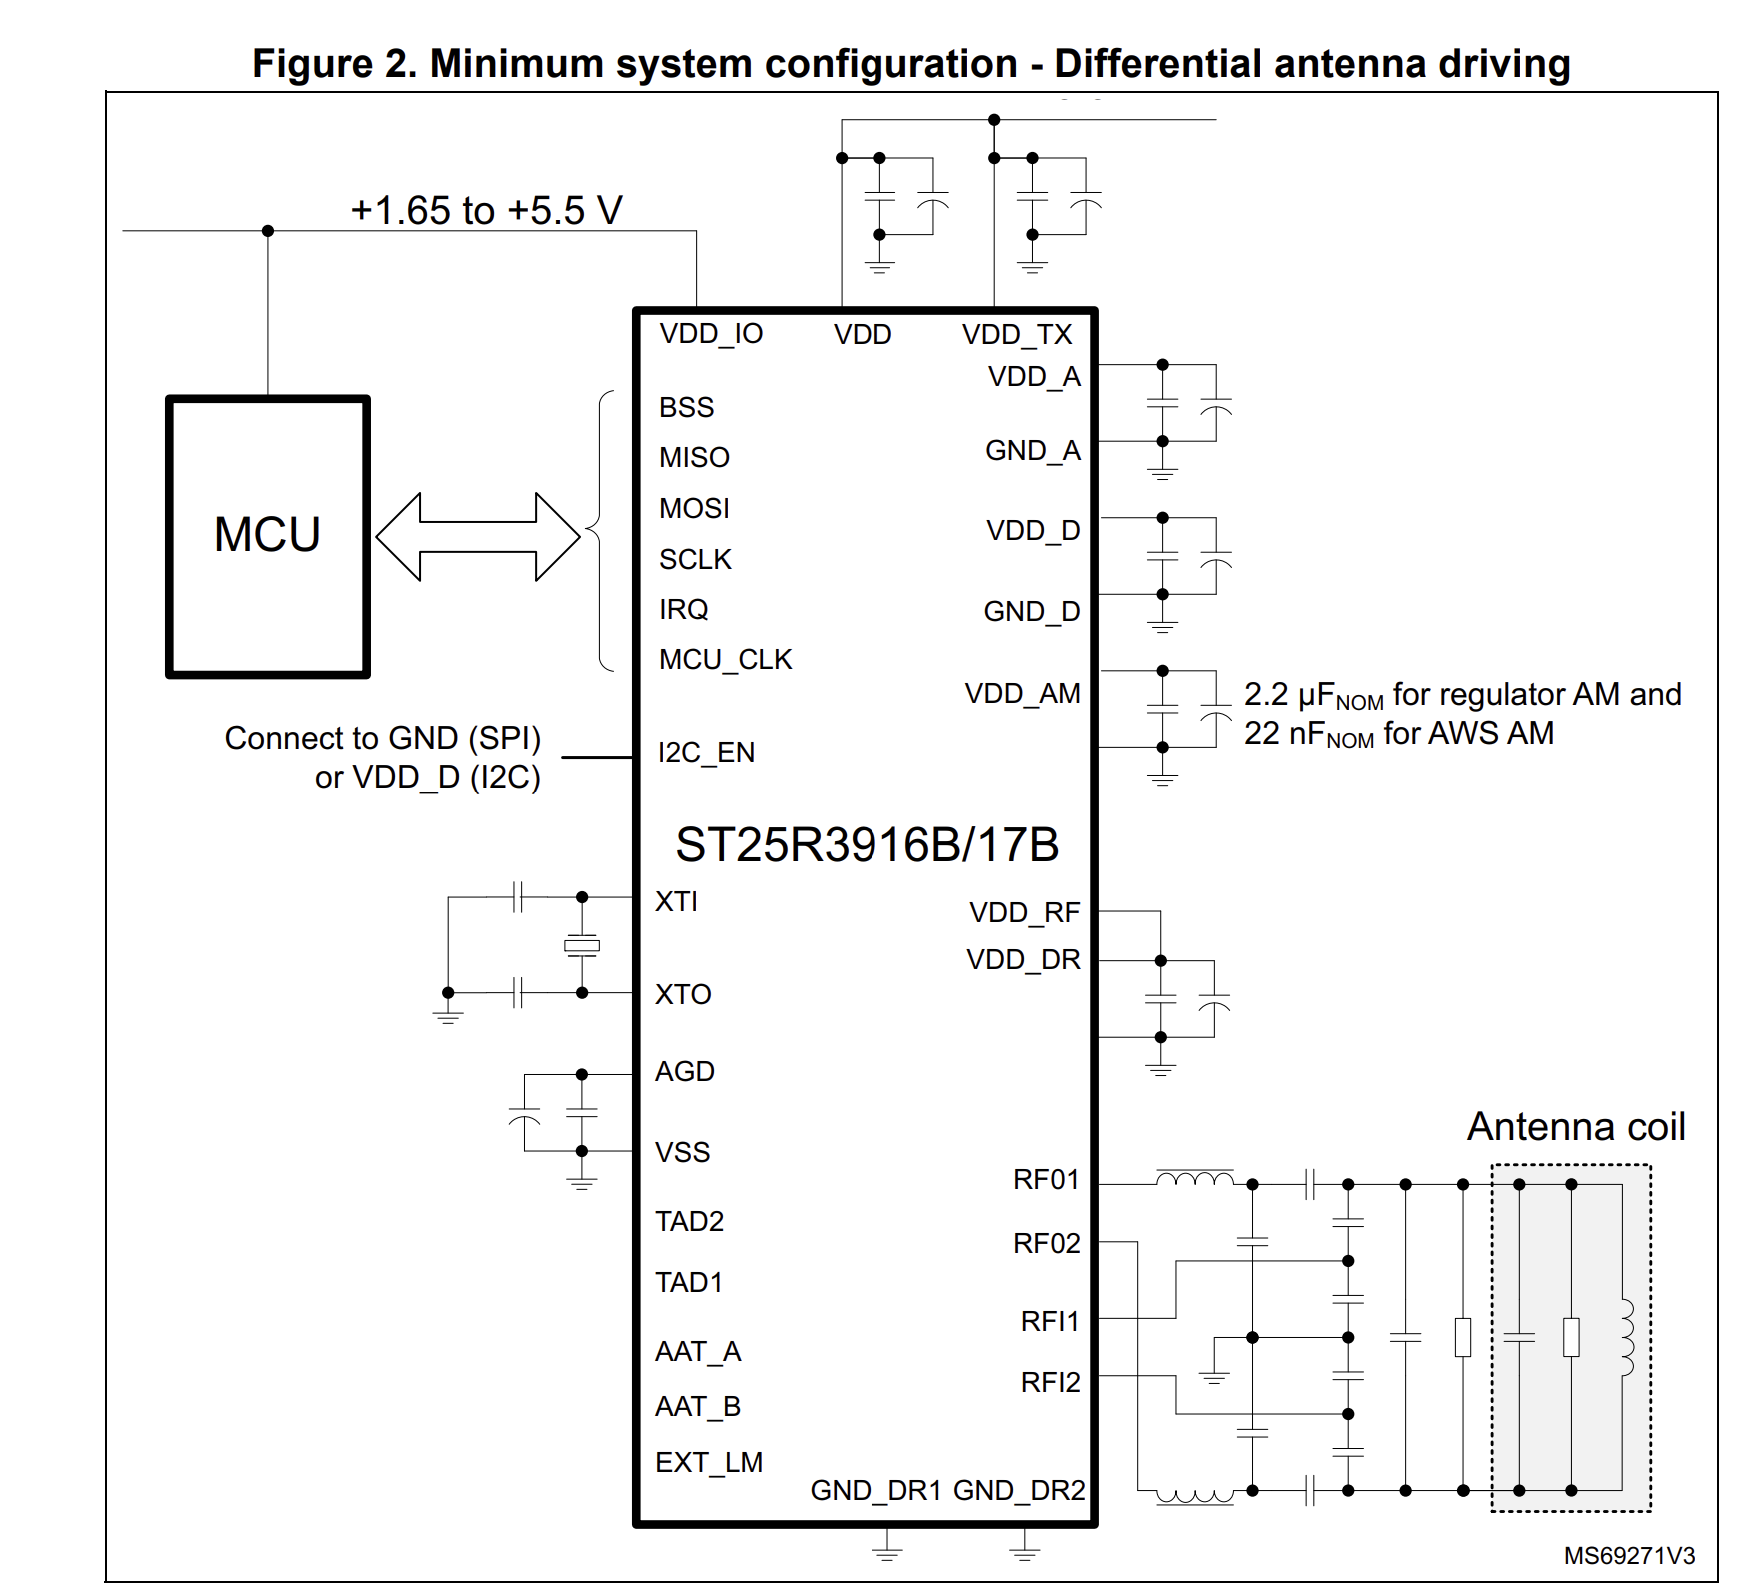 Figure 2. Minimum system configuration - Differential antenna driving
+1.65 to +5.5 V
VDD_IO
VDD
VDD_TX
VDD_A
BSS
GND_A
MISO
MOSI
VDD_D
MCU
SCLK
IRQ
GND_D
MCU_CLK
VDD_AM
2.2 µFNOM for regulator AM and
22 nFNOM for AWS AM
Connect to GND (SPI)
or VDD_D (I2C)
I2C_EN
ST25R3916B/17B
XTI
VDD_RF
VDD_DR
XTO
AGD
VSS
Antenna coil
RF01
TAD2
RF02
TAD1
RFI1
AAT_A
RFI2
AAT_B
EXT_LM
GND_DR1 GND_DR2
MS69271V3